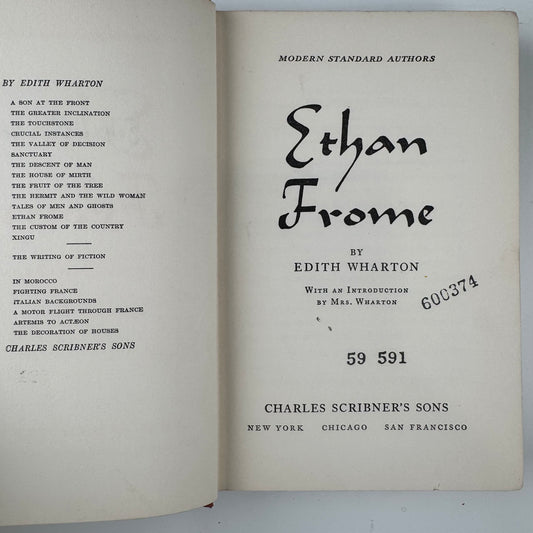 BY EDITH WHARTON
A SON AT THE FRONT
THE GREATER INCLINATION
THE TOUCHSTONE
CRUCIAL INSTANCES
THE VALLEY OF DECISION
SANCTUARY
THE DESCENT OF MAN
THE HOUSE OF MIRTH
THE FRUIT OF THE TREE
THE HERMIT AND THE WILD WOMAN
TALES OF MEN AND GHOSTS
ETHAN FROME
THE CUSTOM OF THE COUNTRY
XINGU
THE WRITING OF FICTION
IN MOROCCO
FIGHTING FRANCE
ITALIAN BACKGROUNDS
A MOTOR FLIGHT THROUGH FRANCE
ARTEMIS TO ACTÆON
THE DECORATION OF HOUSES
CHARLES SCRIBNER'S SONS
MODERN STANDARD AUTHORS
Ethan
Frome
BY
EDITH WHARTON
WITH AN INTRODUCTION
BY MRS. WHARTON
600374
59 591
CHARLES SCRIBNER'S SONS
NEW YORK CHICAGO SAN FRANCISCO